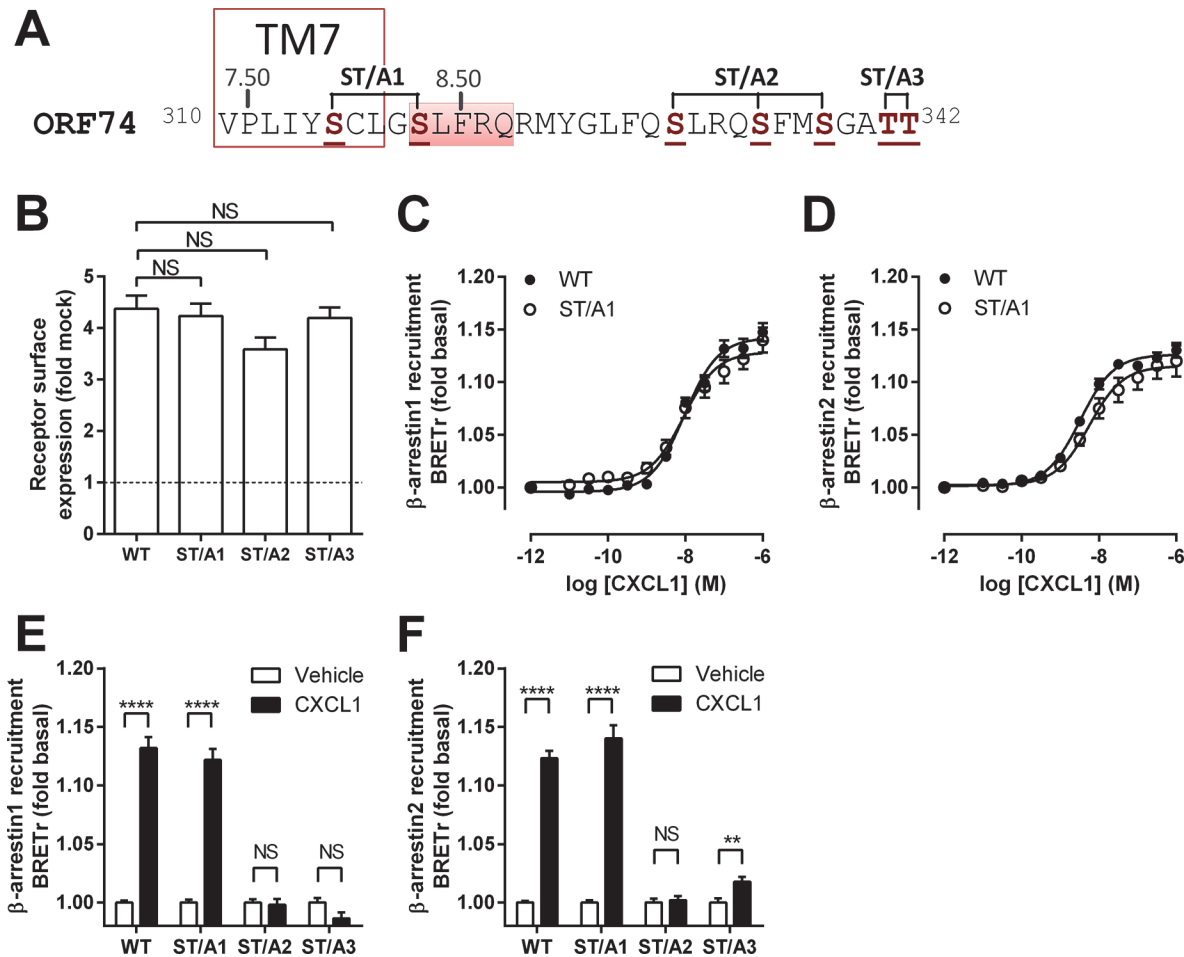 A
TM7
7.50 ST/A1 8.50 ST/A2 ST/A3
ORF74 310 VPLIYSCLGSLFRQRMYGLFQSLRQSFMSGATT 342
B
NS
NS
NS
Receptor surface
expression (fold mock)
5
4
3
2
1
0
WT ST/A1 ST/A2 ST/A3
C
WT
ST/A1
β-arrestin1 recruitment
BRETr (fold basal)
1.20
1.15
1.10
1.05
1.00
-12 -10 -8 -6
log [CXCL1] (M)
D
WT
ST/A1
β-arrestin2 recruitment
BRETr (fold basal)
1.20
1.15
1.10
1.05
1.00
-12 -10 -8 -6
log [CXCL1] (M)
E
Vehicle
CXCL1
β-arrestin1 recruitment
BRETr (fold basal)
1.20
1.15
1.10
1.05
1.00
**** **** NS NS
WT ST/A1 ST/A2 ST/A3
F
Vehicle
CXCL1
β-arrestin2 recruitment
BRETr (fold basal)
1.20
1.15
1.10
1.05
1.00
**** **** NS **
WT ST/A1 ST/A2 ST/A3